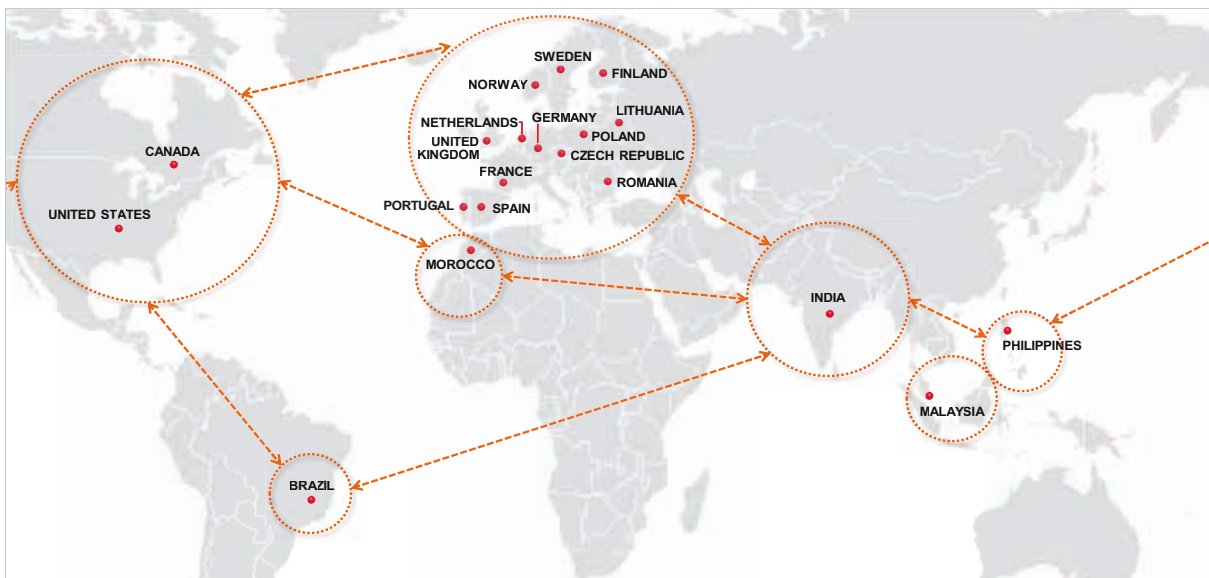 SWEDEN
NORWAY
FINLAND
NETHERLANDS
GERMANY
LITHUANIA
UNITED
KINGDOM
POLAND
CZECH REPUBLIC
FRANCE
ROMANIA
PORTUGAL
SPAIN
CANADA
UNITED STATES
MOROCCO
INDIA
PHILIPPINES
MALAYSIA
BRAZIL